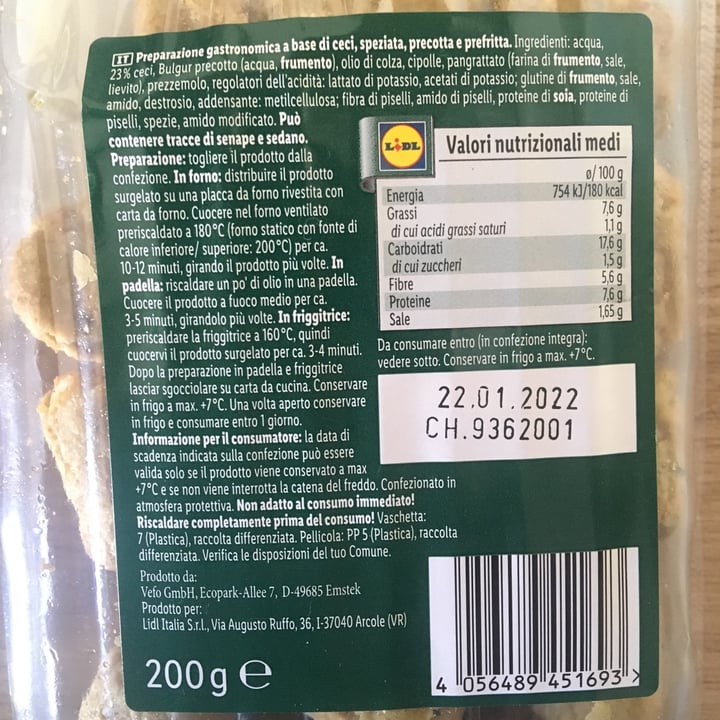 IT Preparazione gastronomica a base di ceci, speziata, precotta e prefritta. Ingredienti: acqua,
23% ceci, Bulgur precotto (acqua, frumento), olio di colza, cipolle, pangrattato (farina di frumento, sale,
lievito), prezzemolo, regolatori dell'acidità: lattato di potassio, acetati di potassio; glutine di frumento, sale,
amido, destrosio, addensante: metilcellulosa; fibra di piselli, amido di piselli, proteine di soia, proteine di
piselli, spezie, amido modificato. Può
contenere tracce di senape e sedano.
Preparazione: togliere il prodotto dalla
confezione. In forno: distribuire il prodotto
surgelato su una placca da forno rivestita con
carta da forno. Cuocere nel forno ventilato
preriscaldato a 180°C (forno statico con fonte di
calore inferiore/ superiore: 200°C) per ca.
10-12 minuti, girando il prodotto più volte. In
padella: riscaldare un po' di olio in una padella.
Cuocere il prodotto a fuoco medio per ca.
3-5 minuti, girandolo più volte. In friggitrice:
preriscaldare la friggitrice a 160°C, quindi
cuocervi il prodotto surgelato per ca. 3-4 minuti.
Dopo la preparazione in padella e friggitrice
lasciar sgocciolare su carta da cucina. Conservare
in frigo a max. +7°C. Una volta aperto conservare
in frigo e consumare entro 1 giorno.
Informazione per il consumatore: la data di
scadenza indicata sulla confezione può essere
valida solo se il prodotto viene conservato a max
+7°C e se non viene interrotta la catena del freddo. Confezionato in
atmosfera protettiva. Non adatto al consumo immediato!
Riscaldare completamente prima del consumo! Vaschetta:
7 (Plastica), raccolta differenziata. Pellicola: PP 5 (Plastica), raccolta
differenziata. Verifica le disposizioni del tuo Comune.
Prodotto da:
Vefo GmbH, Ecopark-Allee 7, D-49685 Emstek
Prodotto per:
Lidl Italia S.r.l., Via Augusto Ruffo, 36, I-37040 Arcole (VR)
200 g e
LIDL
Valori nutrizionali medi
ø/ 100 g
Energia 754 kJ/180 kcal
Grassi 7,6 g
di cui acidi grassi saturi 1,1 g
Carboidrati 17,6 g
di cui zuccheri 1,5 g
Fibre 5,6 g
Proteine 7,6 g
Sale 1,65 g
Da consumare entro (in confezione integra):
vedere sotto. Conservare in frigo a max. +7°C.
22.01.2022
CH.9362001
4 056489 451693 >